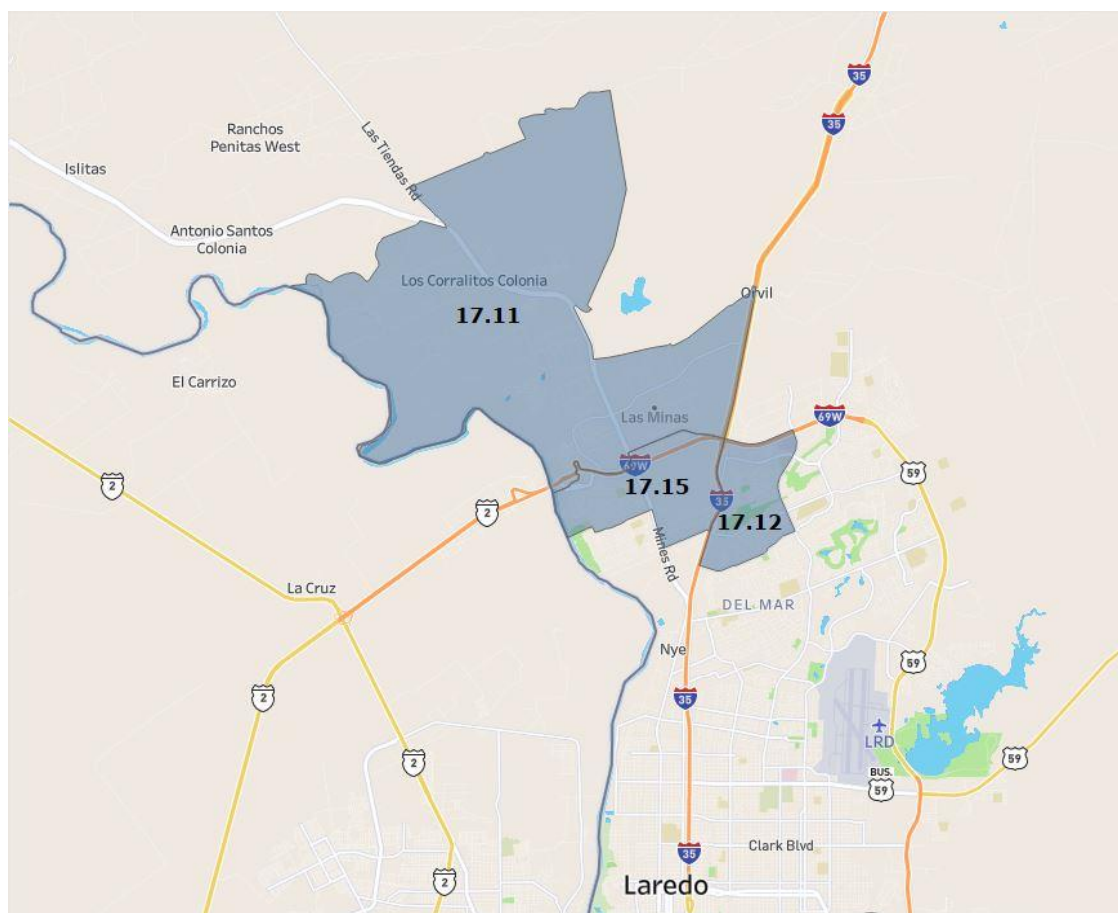 35
35
Ranchos
Penitas West
Las Tiendas Rd
Islitas
Antonio Santos
Colonia
Los Corralitos Colonia
Orvil
17.11
El Carrizo
Las Minas
69W
2
69W
59
17.15
35
2
17.12
Mines Rd
La Cruz
DEL MAR
Nye
59
2
35
LRD
2
BUS.
59
59
Clark Blvd
35
Laredo